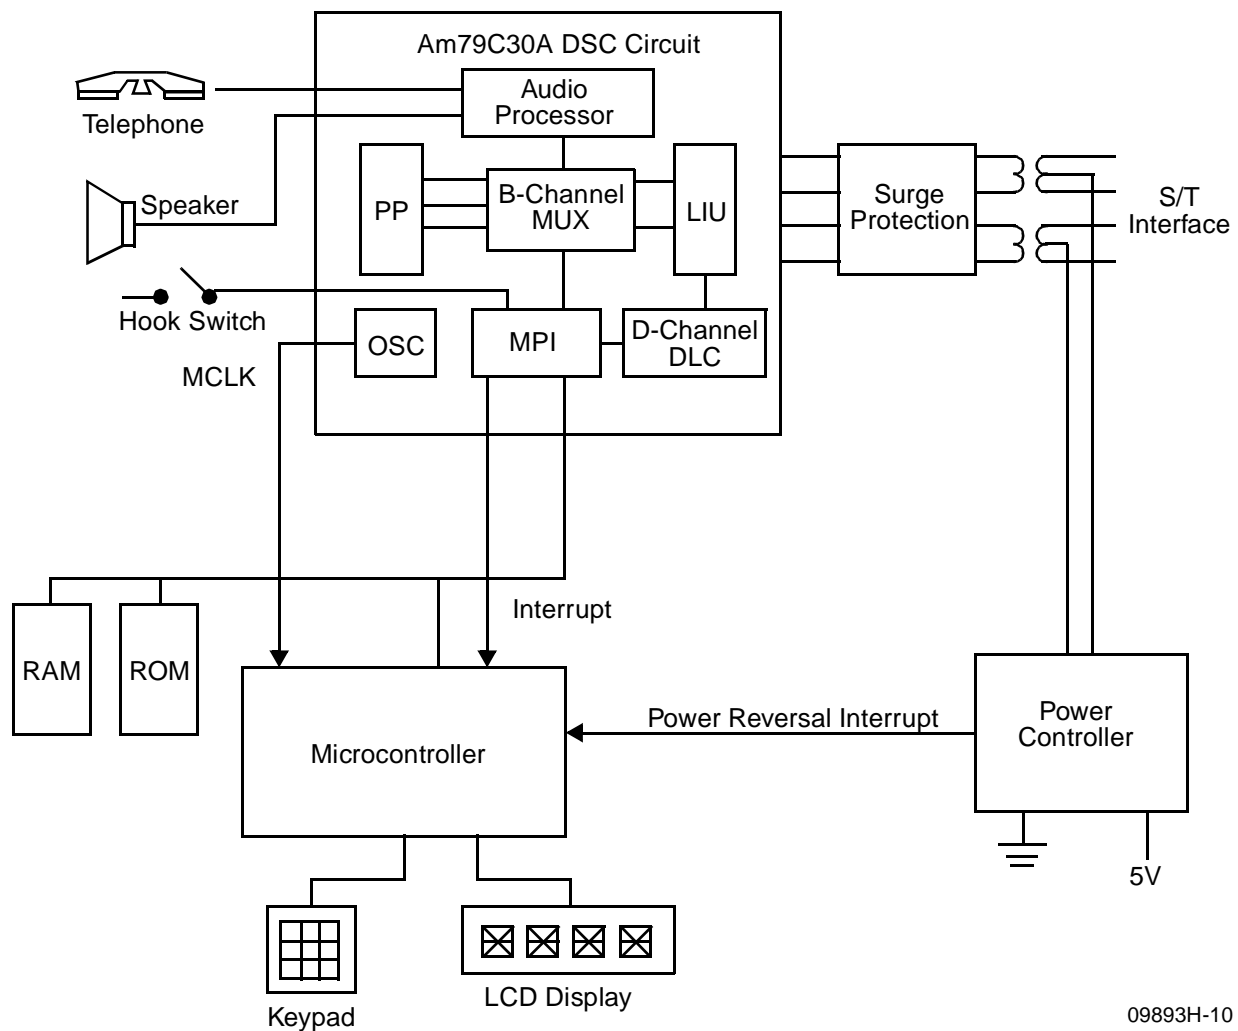 Am79C30A DSC Circuit
Audio
Processor
Telephone
Speaker
PP
B-Channel
MUX
LIU
Surge
Protection
S/T
Interface
Hook Switch
OSC
MPI
D-Channel
DLC
MCLK
Interrupt
RAM
ROM
Microcontroller
Power Reversal Interrupt
Power
Controller
5V
Keypad
LCD Display
09893H-10